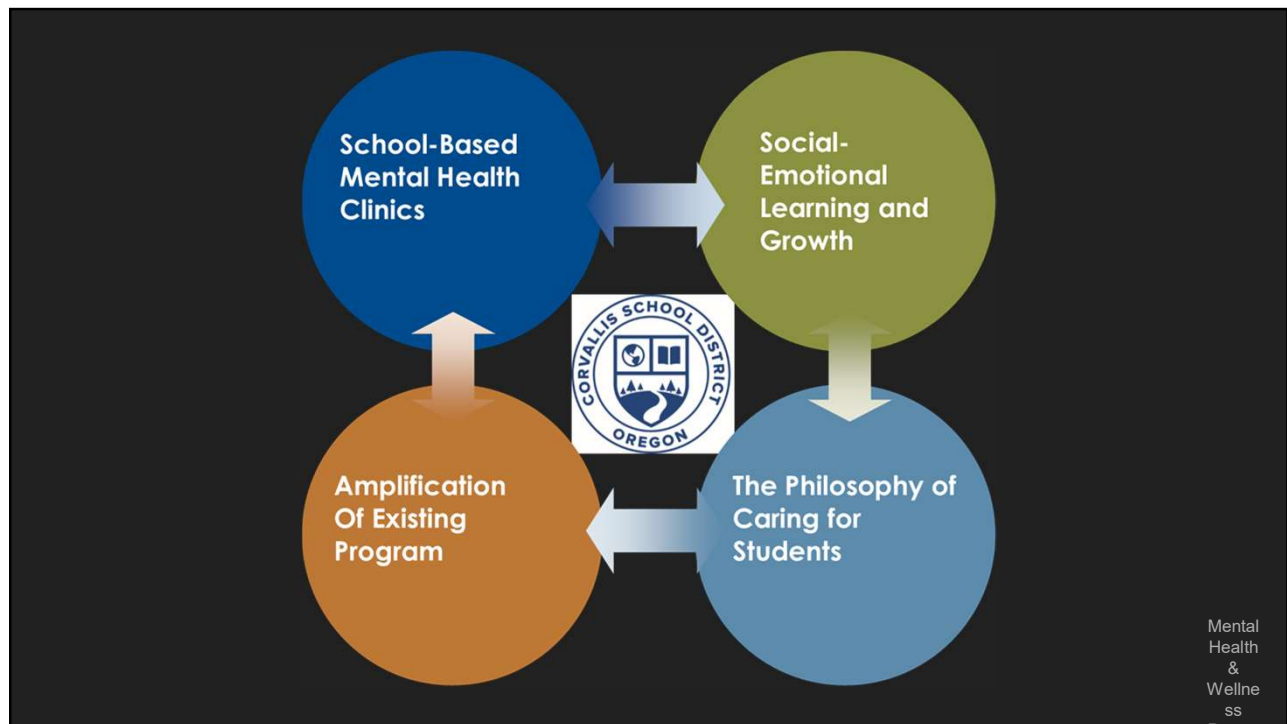 School-Based
Mental Health
Clinics
Social-
Emotional
Learning and
Growth
CORVALLIS SCHOOL DISTRICT
OREGON
Amplification
Of Existing
Program
The Philosophy of
Caring for
Students
Mental
Health
&
Wellne
ss